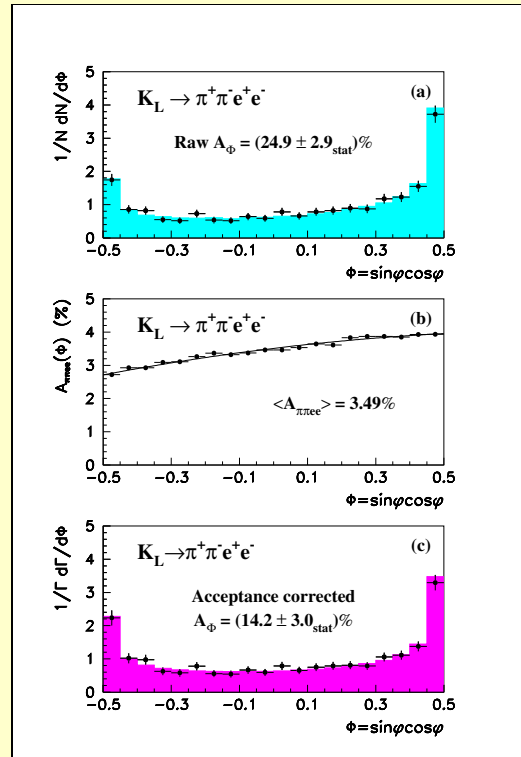 1/N dN/dΦ
5
4
3
2
1
0
(a)
K_L → π⁺π⁻e⁺e⁻
Raw A_Φ = (24.9 ± 2.9_stat)%
−0.5 −0.3 −0.1 0.1 0.3 0.5
Φ=sinφcosφ
A_ππee(Φ) (%)
5
4
3
2
1
0
(b)
K_L → π⁺π⁻e⁺e⁻
<A_ππee> = 3.49%
−0.5 −0.3 −0.1 0.1 0.3 0.5
Φ=sinφcosφ
1/Γ dΓ/dΦ
5
4
3
2
1
0
(c)
K_L→π⁺π⁻e⁺e⁻
Acceptance corrected
A_Φ = (14.2 ± 3.0_stat)%
−0.5 −0.3 −0.1 0.1 0.3 0.5
Φ=sinφcosφ